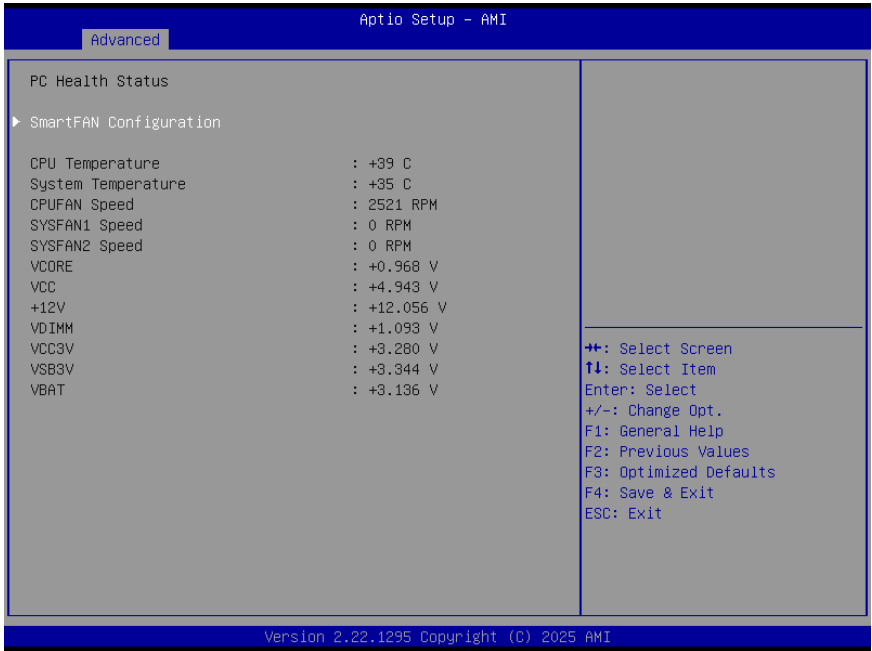 Aptio Setup – AMI
Advanced
PC Health Status
SmartFAN Configuration
CPU Temperature : +39 C
System Temperature : +35 C
CPUFAN Speed : 2521 RPM
SYSFAN1 Speed : 0 RPM
SYSFAN2 Speed : 0 RPM
VCORE : +0.968 V
VCC : +4.943 V
+12V : +12.056 V
VDIMM : +1.093 V
VCC3V : +3.280 V
VSB3V : +3.344 V
VBAT : +3.136 V
→←: Select Screen
↑↓: Select Item
Enter: Select
+/-: Change Opt.
F1: General Help
F2: Previous Values
F3: Optimized Defaults
F4: Save & Exit
ESC: Exit
Version 2.22.1295 Copyright (C) 2025 AMI